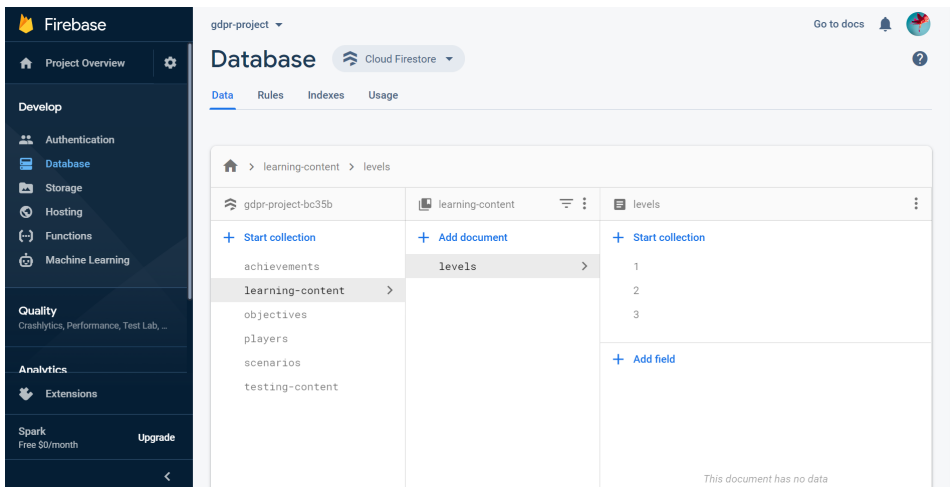 Firebase
Project Overview
Develop
Authentication
Database
Storage
Hosting
Functions
Machine Learning
Quality
Crashlytics, Performance, Test Lab, ...
Analytics
Extensions
Spark
Free $0/month
Upgrade
gdpr-project
Go to docs
Database
Cloud Firestore
Data Rules Indexes Usage
learning-content > levels
gdpr-project-bc35b
Start collection
achievements
learning-content
objectives
players
scenarios
testing-content
learning-content
Add document
levels
levels
Start collection
1
2
3
Add field
This document has no data